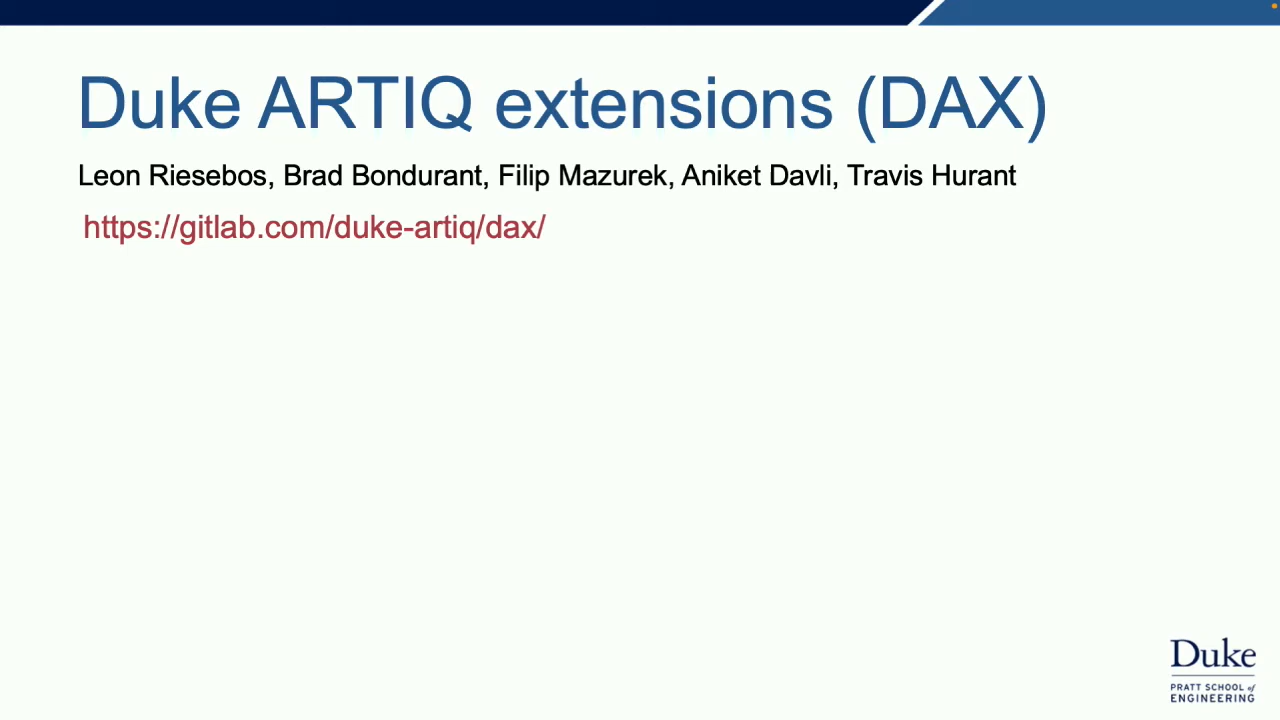 Duke ARTIQ extensions (DAX)
Leon Riesebos, Brad Bondurant, Filip Mazurek, Aniket Davli, Travis Hurant
https://gitlab.com/duke-artiq/dax/
Duke
PRATT SCHOOL of
ENGINEERING